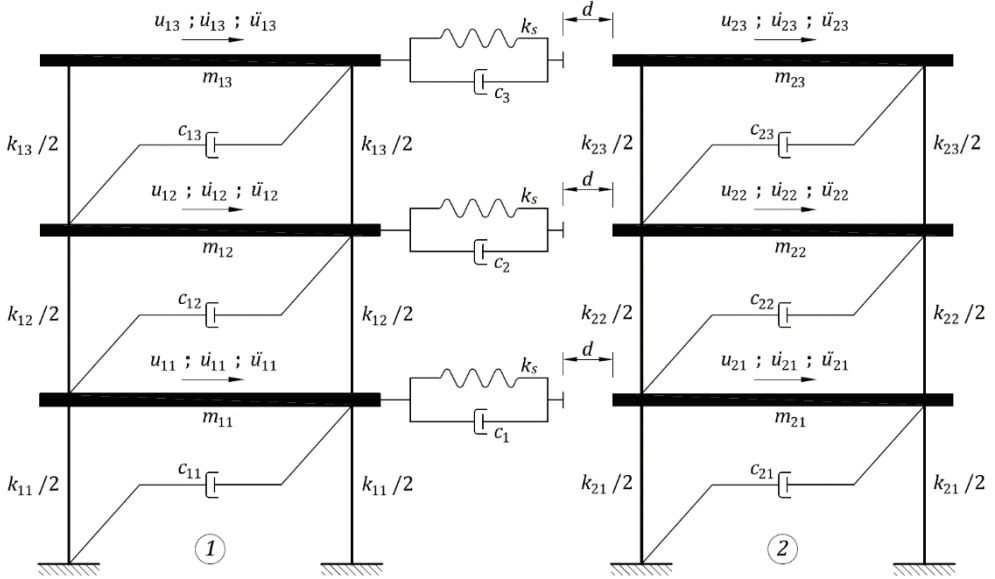 u₁₃ ; u̇₁₃ ; ü₁₃ kₛ d u₂₃ ; u̇₂₃ ; ü₂₃
m₁₃ c₃ m₂₃
k₁₃/2 c₁₃ k₁₃/2 k₂₃/2 c₂₃ k₂₃/2
u₁₂ ; u̇₁₂ ; ü₁₂ kₛ d u₂₂ ; u̇₂₂ ; ü₂₂
m₁₂ c₂ m₂₂
k₁₂/2 c₁₂ k₁₂/2 k₂₂/2 c₂₂ k₂₂/2
u₁₁ ; u̇₁₁ ; ü₁₁ kₛ d u₂₁ ; u̇₂₁ ; ü₂₁
m₁₁ c₁ m₂₁
k₁₁/2 c₁₁ k₁₁/2 k₂₁/2 c₂₁ k₂₁/2
1 2